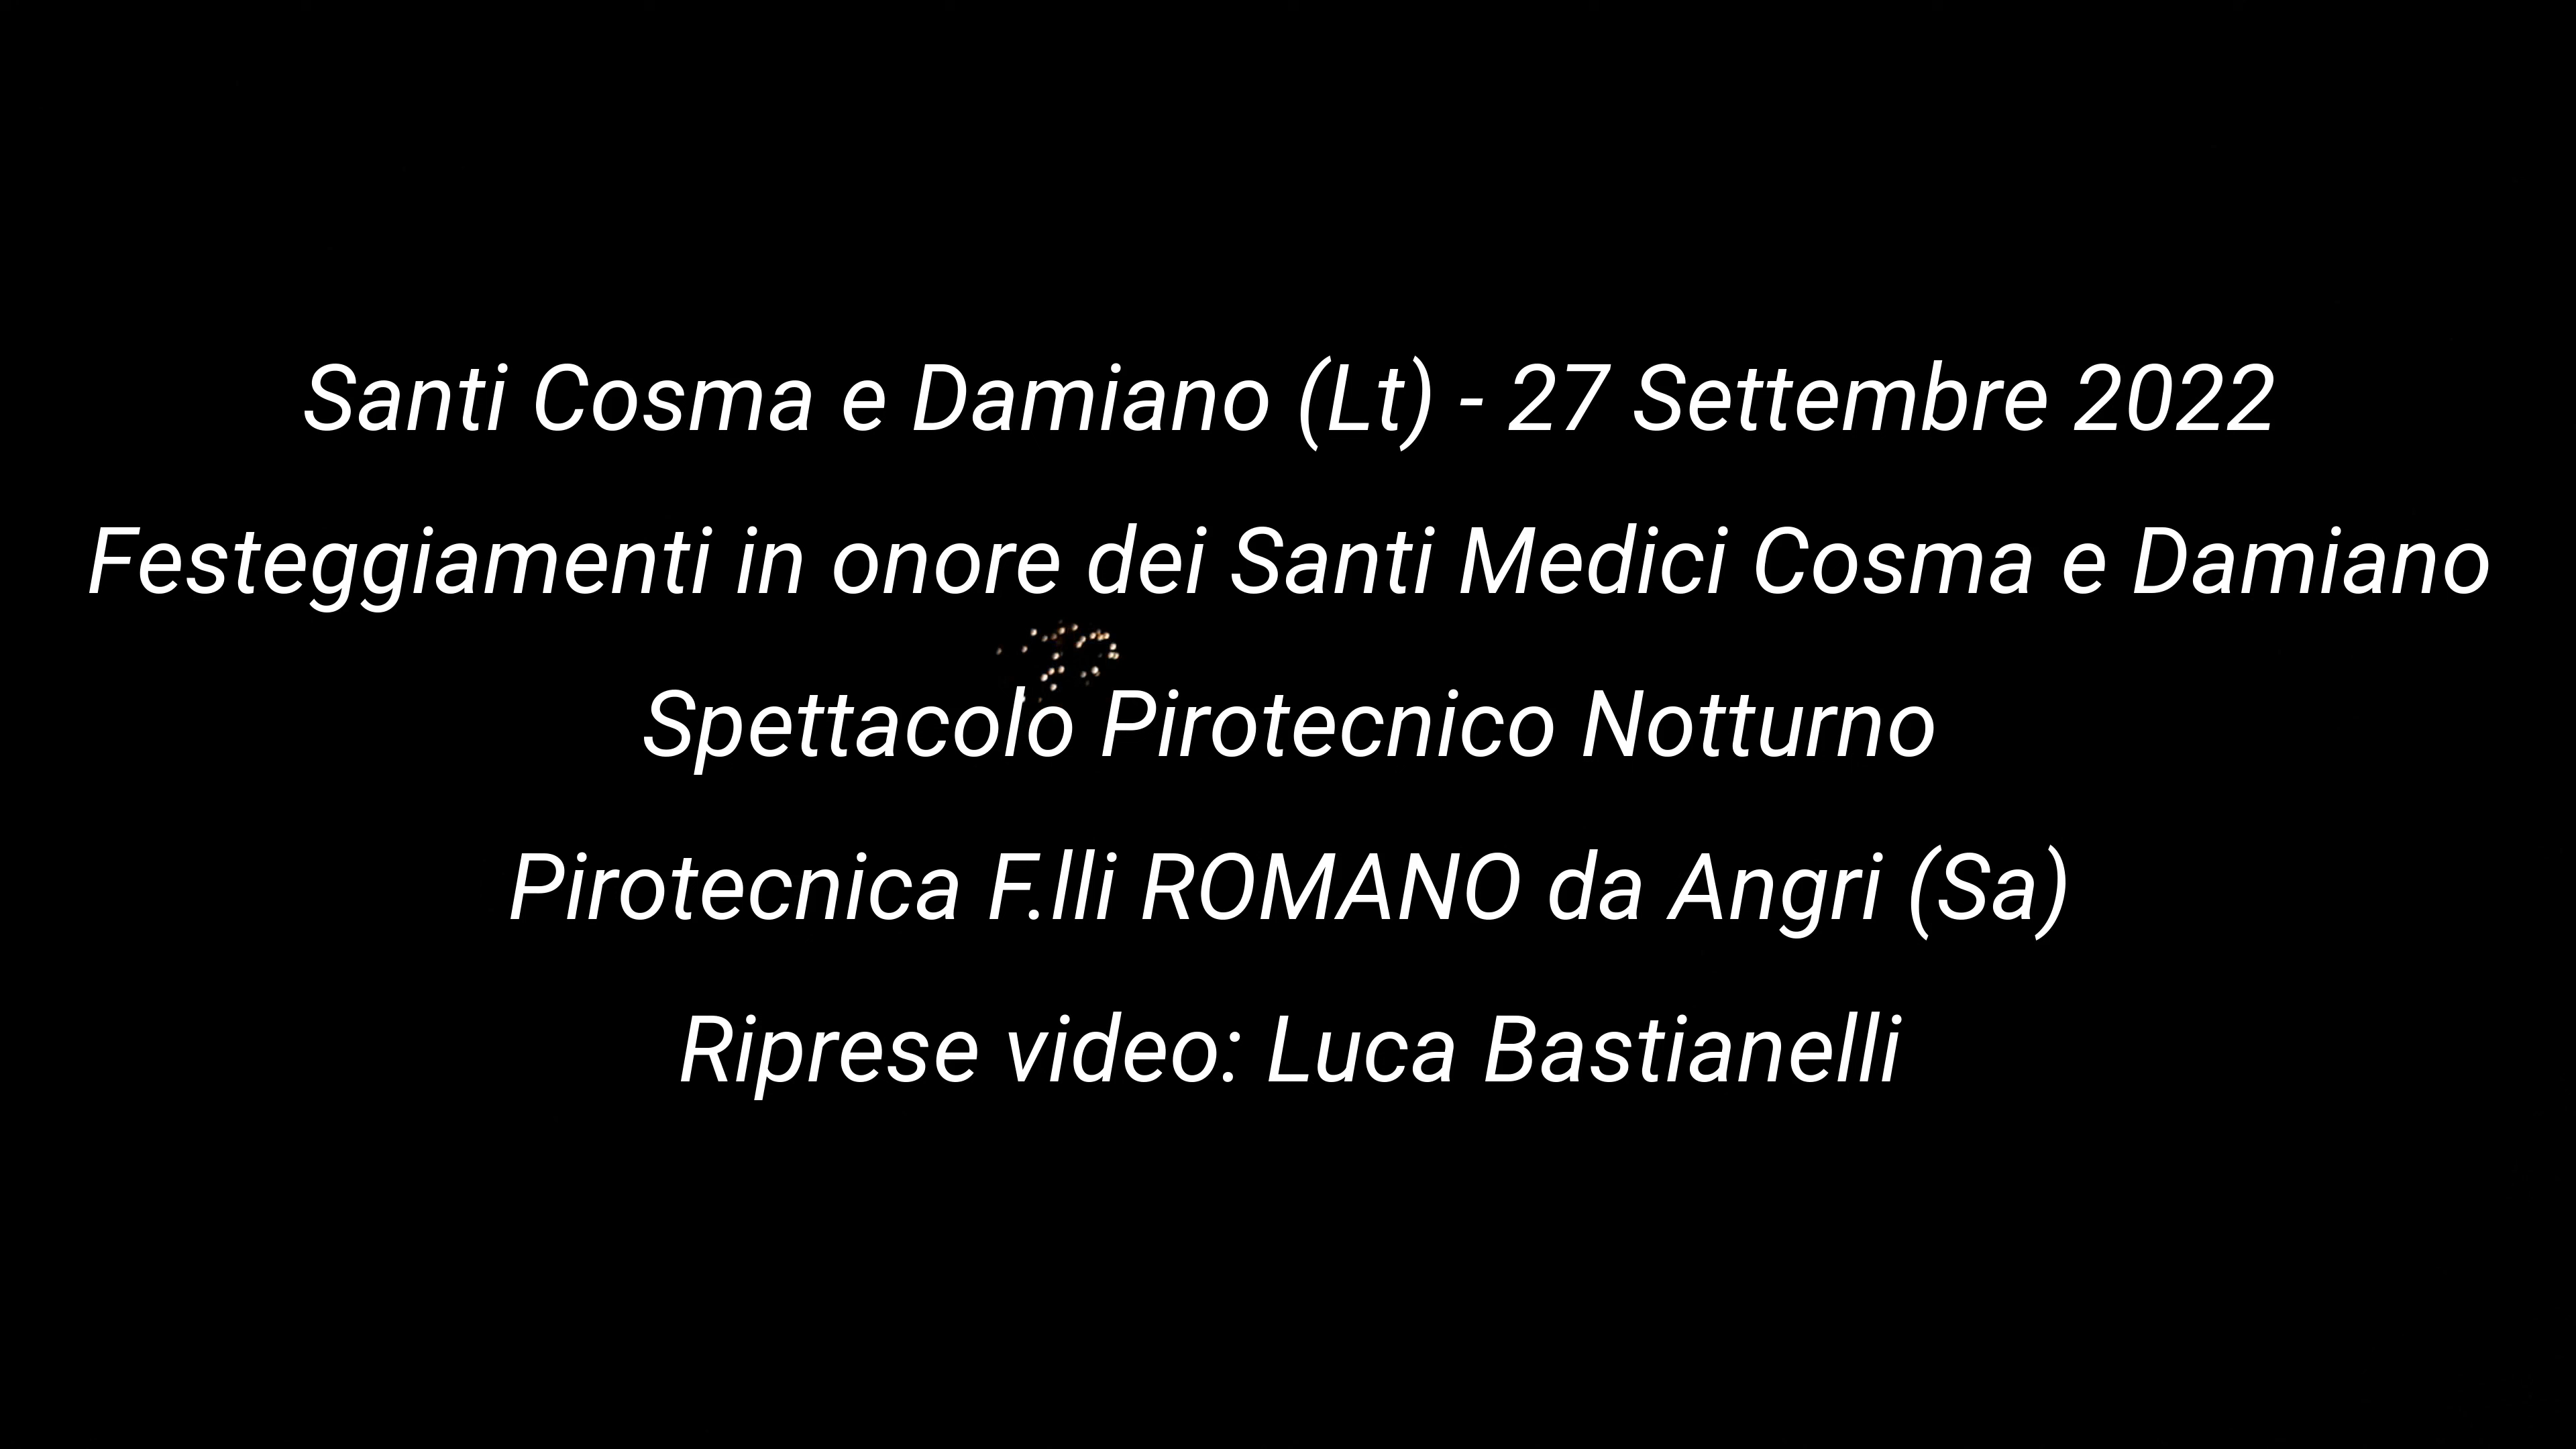 Santi Cosma e Damiano (Lt) - 27 Settembre 2022
Festeggiamenti in onore dei Santi Medici Cosma e Damiano
Spettacolo Pirotecnico Notturno
Pirotecnica F.lli ROMANO da Angri (Sa)
Riprese video: Luca Bastianelli